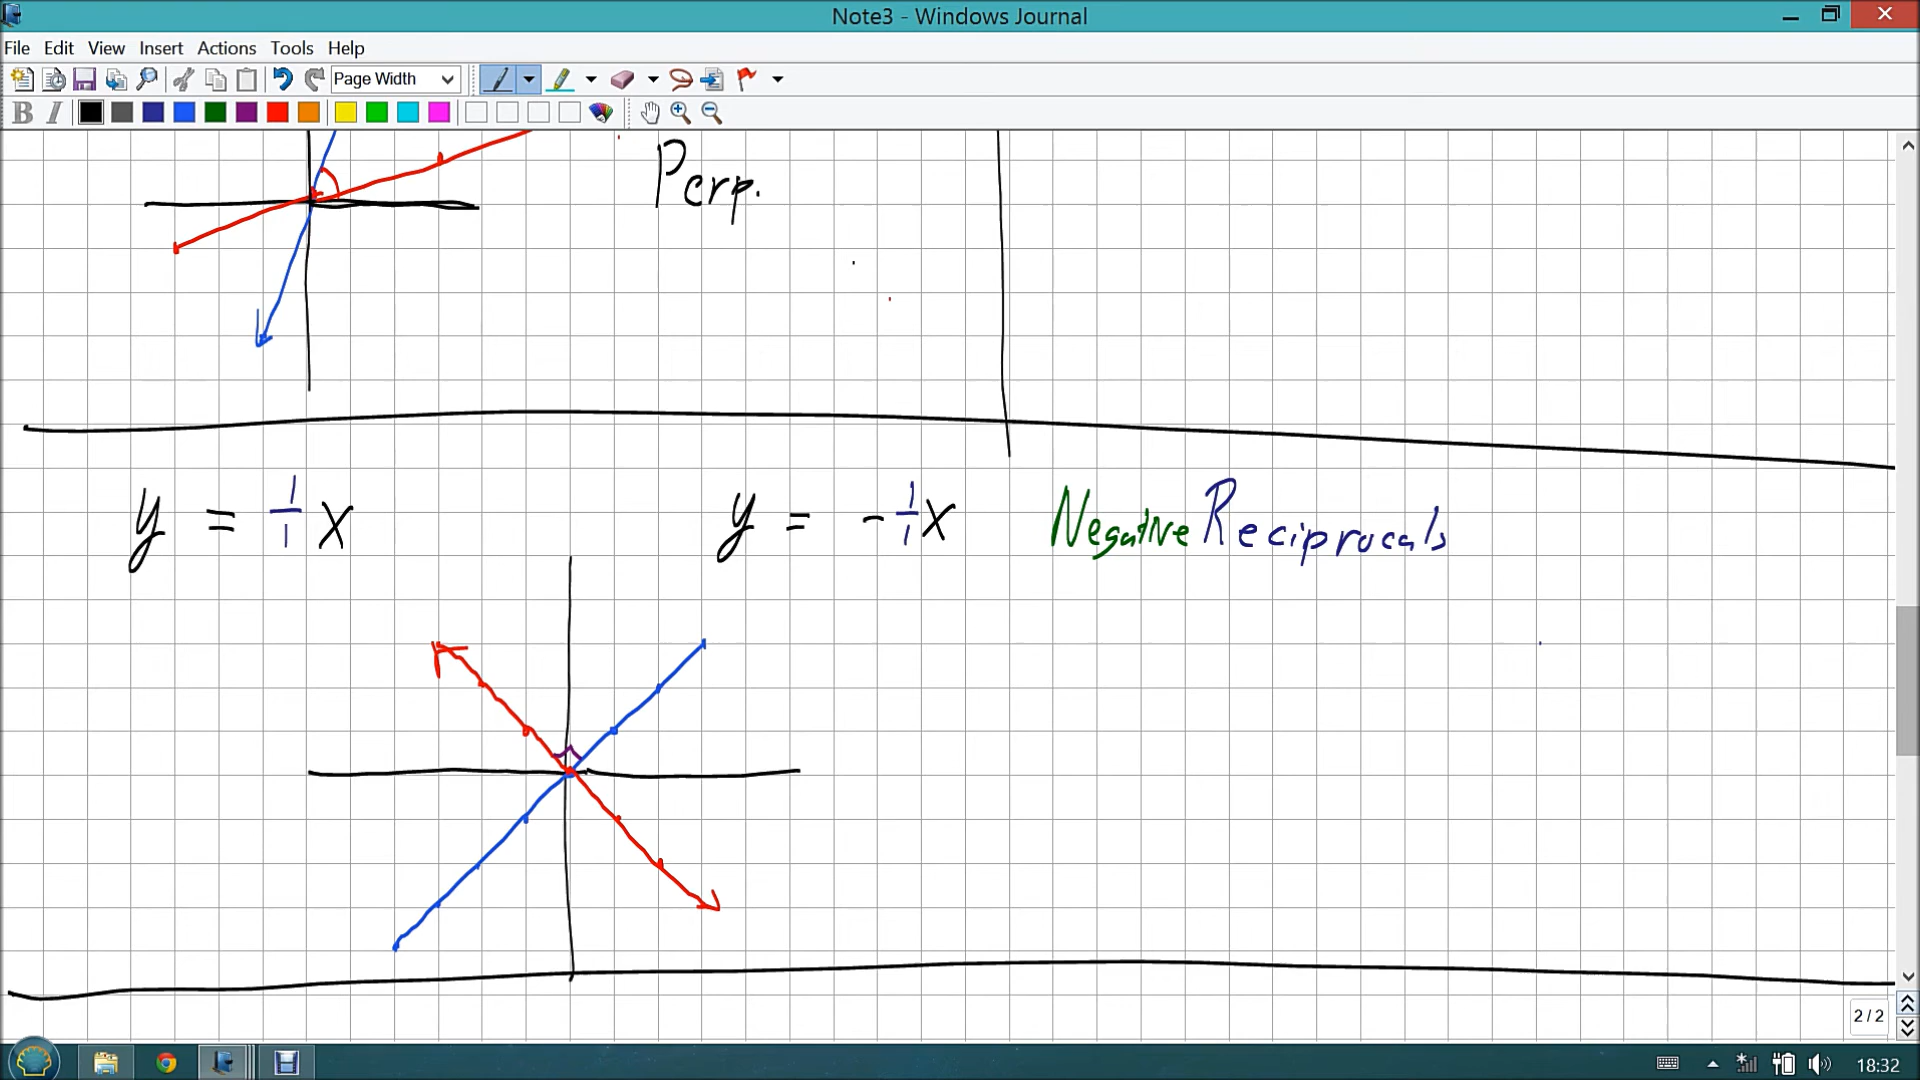 Note3 - Windows Journal
File Edit View Insert Actions Tools Help
Page Width
B I
Perp.
y = 1/1 x
y = - 1/1 x
Negative Reciprocals
2 / 2
18:32